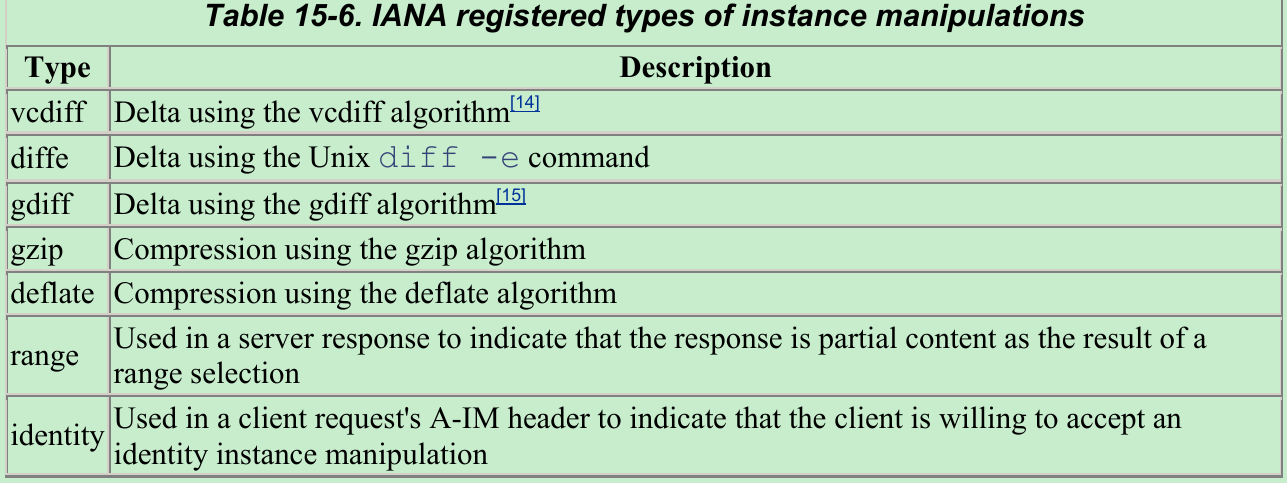 Table 15-6. IANA registered types of instance manipulations
Type Description
vcdiff Delta using the vcdiff algorithm[14]
diffe Delta using the Unix diff -e command
gdiff Delta using the gdiff algorithm[15]
gzip Compression using the gzip algorithm
deflate Compression using the deflate algorithm
range Used in a server response to indicate that the response is partial content as the result of a
range selection
identity Used in a client request's A-IM header to indicate that the client is willing to accept an
identity instance manipulation